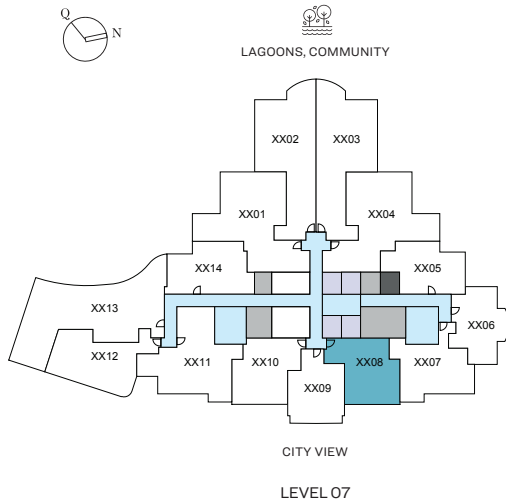 Q
N
LAGOONS, COMMUNITY
XX02
XX03
XX01
XX04
XX14
XX05
XX13
XX06
XX12
XX11
XX10
XX08
XX07
XX09
CITY VIEW
LEVEL 07